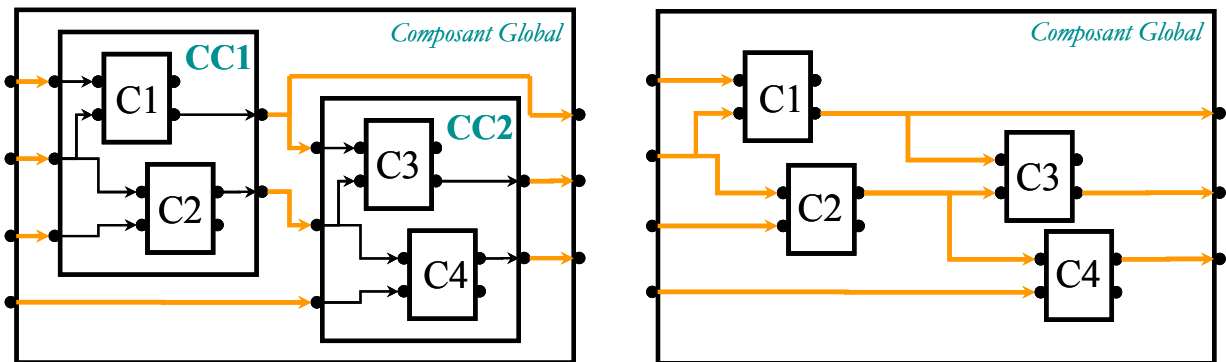 Composant Global
CC1
C1
C2
CC2
C3
C4
Composant Global
C1
C2
C3
C4